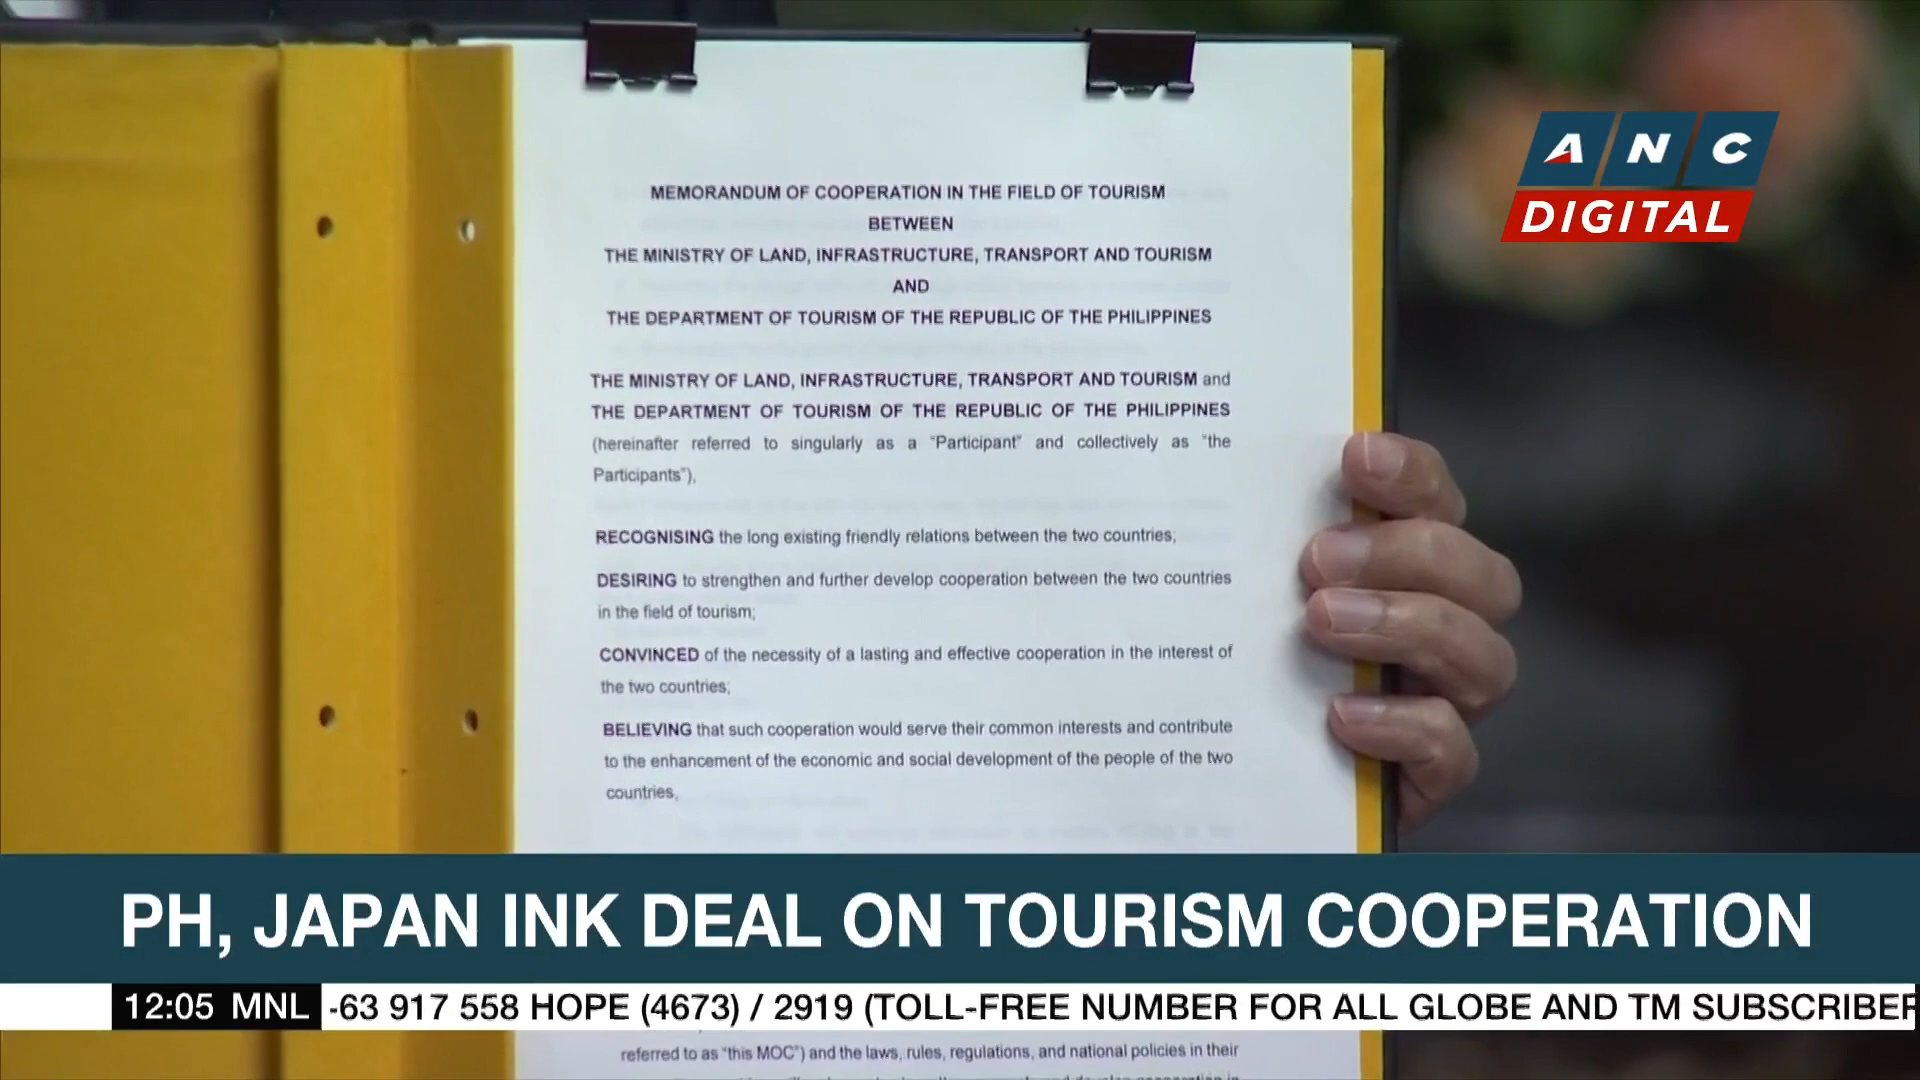 ANC
DIGITAL
MEMORANDUM OF COOPERATION IN THE FIELD OF TOURISM
BETWEEN
THE MINISTRY OF LAND, INFRASTRUCTURE, TRANSPORT AND TOURISM
AND
THE DEPARTMENT OF TOURISM OF THE REPUBLIC OF THE PHILIPPINES
THE MINISTRY OF LAND, INFRASTRUCTURE, TRANSPORT AND TOURISM and
THE DEPARTMENT OF TOURISM OF THE REPUBLIC OF THE PHILIPPINES
(hereinafter referred to singularly as a "Participant" and collectively as "the
Participants"),
RECOGNISING the long existing friendly relations between the two countries;
DESIRING to strengthen and further develop cooperation between the two countries
in the field of tourism;
CONVINCED of the necessity of a lasting and effective cooperation in the interest of
the two countries;
BELIEVING that such cooperation would serve their common interests and contribute
to the enhancement of the economic and social development of the people of the two
countries,
PH, JAPAN INK DEAL ON TOURISM COOPERATION
12:05 MNL
-63 917 558 HOPE (4673) / 2919 (TOLL-FREE NUMBER FOR ALL GLOBE AND TM SUBSCRIBER
referred to as "this MOC") and the laws, rules, regulations, and national policies in their